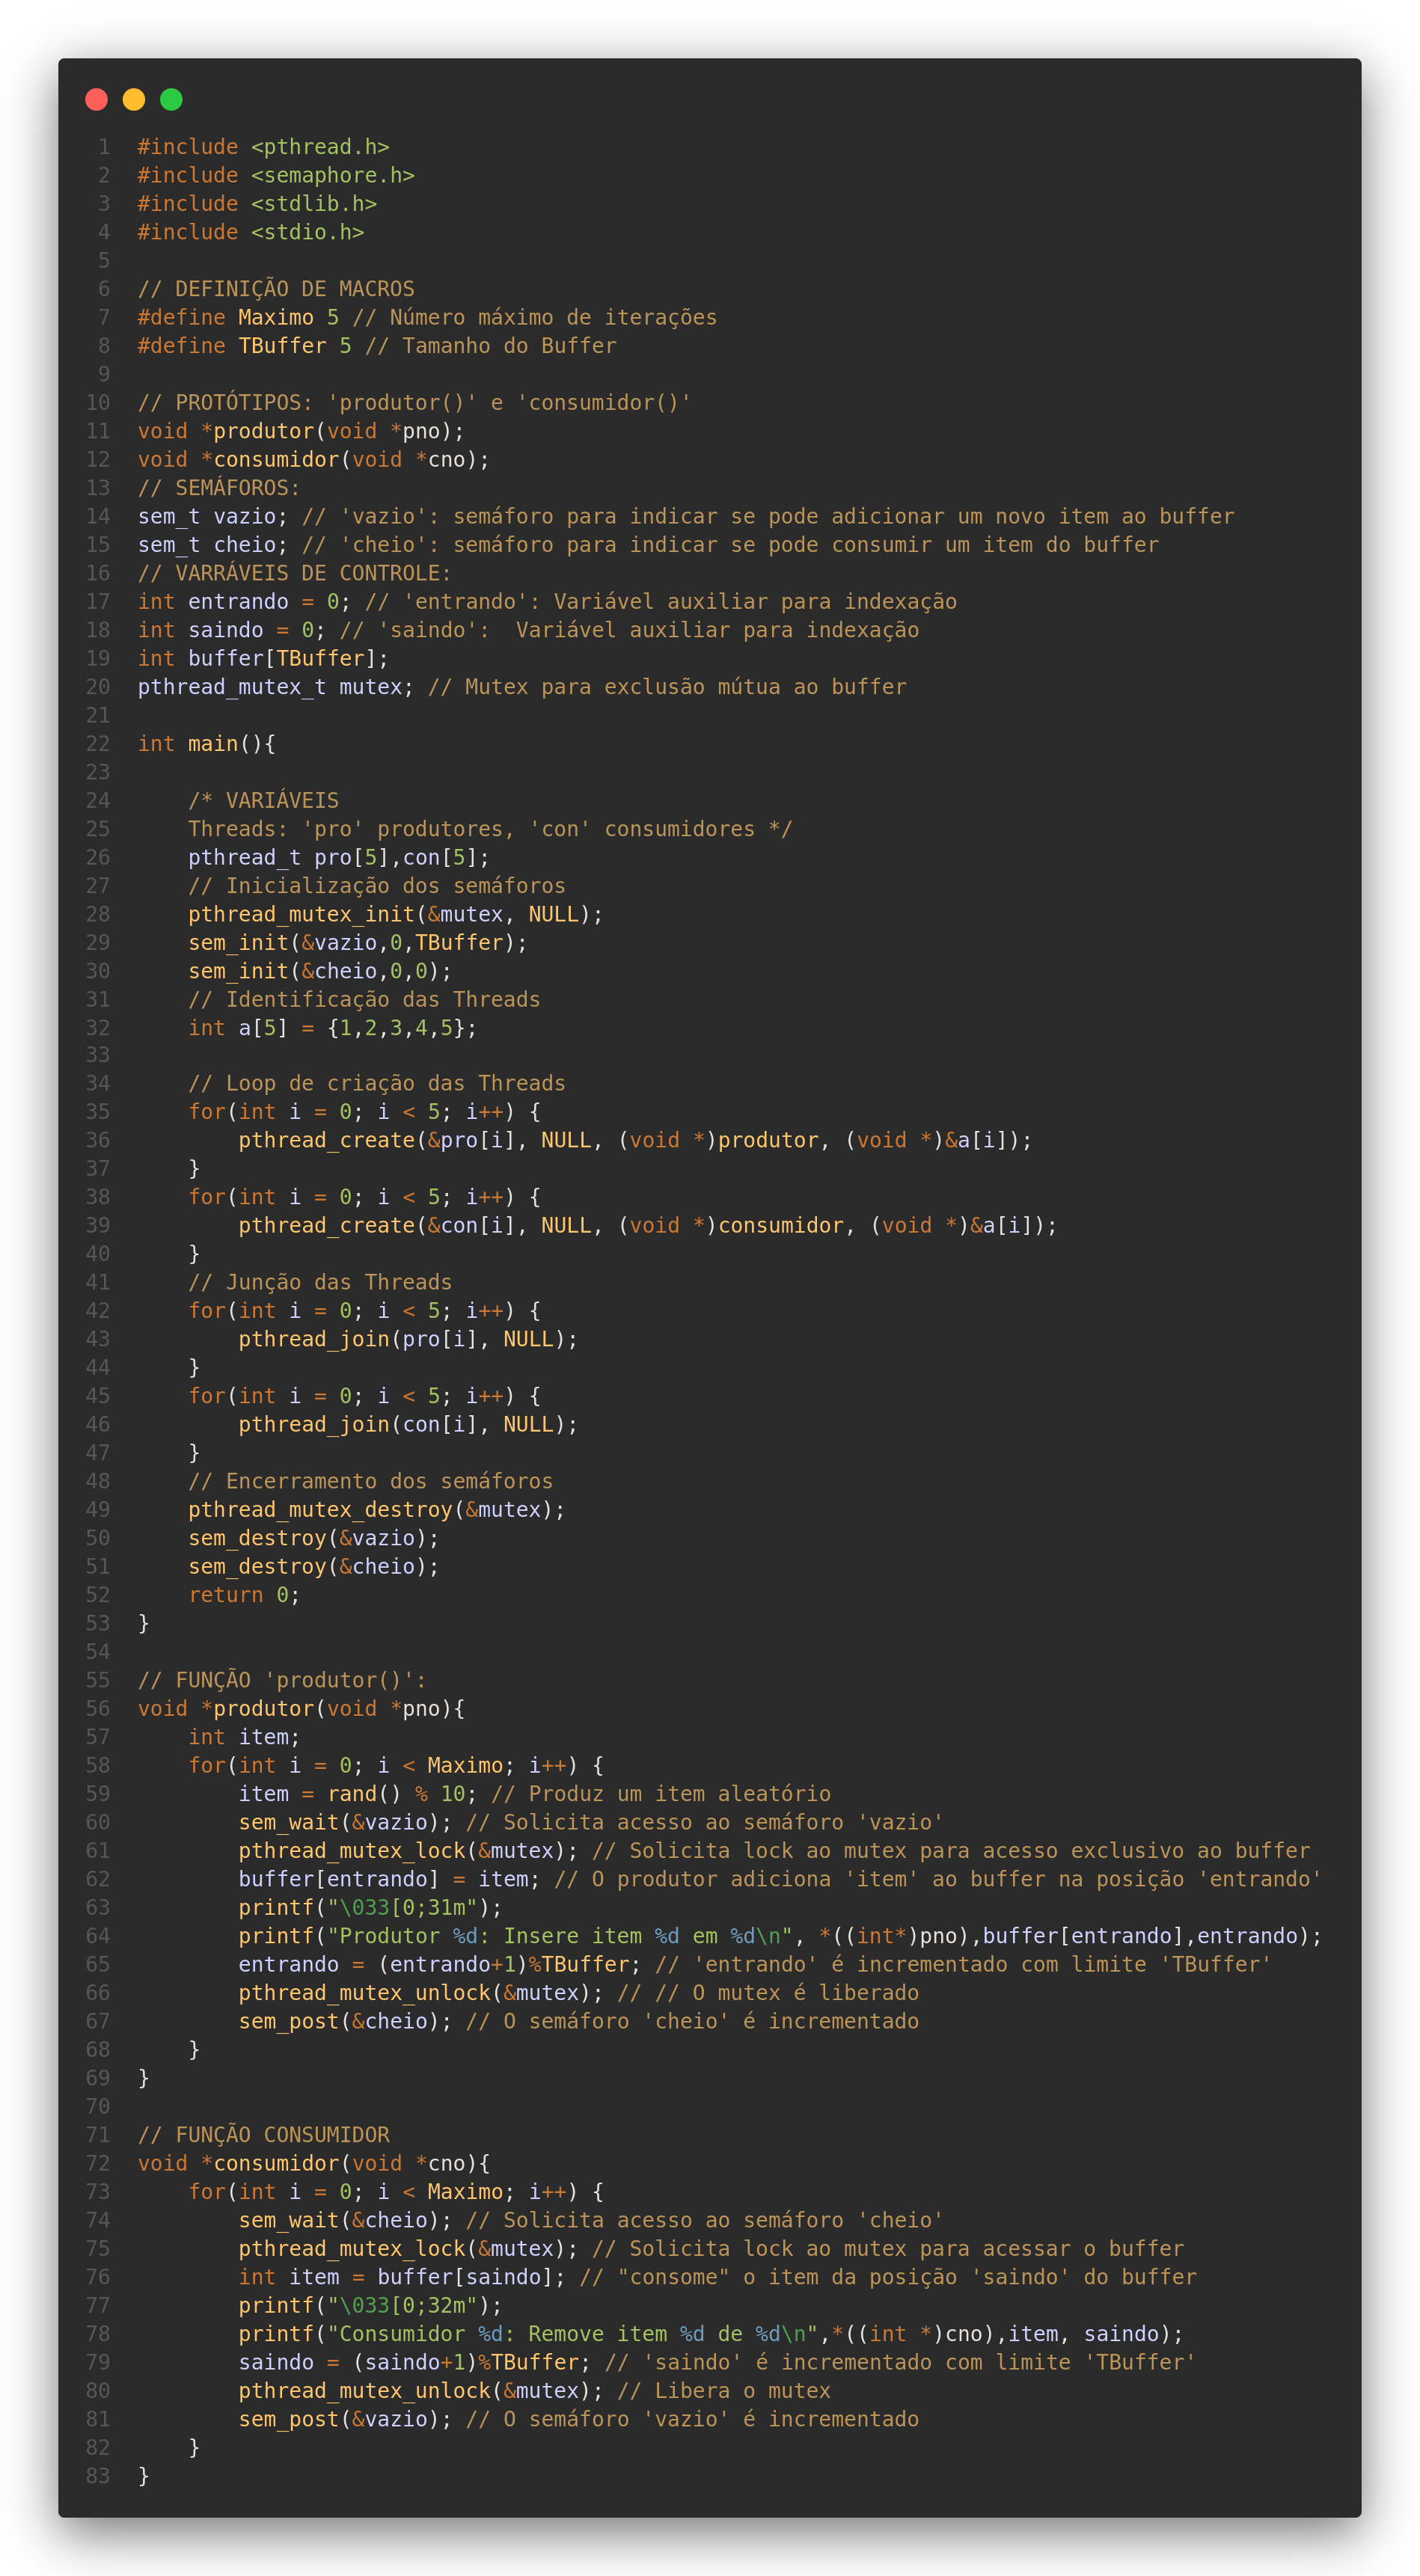 1 #include <pthread.h>
2 #include <semaphore.h>
3 #include <stdlib.h>
4 #include <stdio.h>
5
6 // DEFINIÇÃO DE MACROS
7 #define Maximo 5 // Número máximo de iterações
8 #define TBuffer 5 // Tamanho do Buffer
9
10 // PROTÓTIPOS: 'produtor()' e 'consumidor()'
11 void *produtor(void *pno);
12 void *consumidor(void *cno);
13 // SEMÁFOROS:
14 sem_t vazio; // 'vazio': semáforo para indicar se pode adicionar um novo item ao buffer
15 sem_t cheio; // 'cheio': semáforo para indicar se pode consumir um item do buffer
16 // VARRÁVEIS DE CONTROLE:
17 int entrando = 0; // 'entrando': Variável auxiliar para indexação
18 int saindo = 0; // 'saindo':  Variável auxiliar para indexação
19 int buffer[TBuffer];
20 pthread_mutex_t mutex; // Mutex para exclusão mútua ao buffer
21
22 int main(){
23
24     /* VARIÁVEIS
25     Threads: 'pro' produtores, 'con' consumidores */
26     pthread_t pro[5],con[5];
27     // Inicialização dos semáforos
28     pthread_mutex_init(&mutex, NULL);
29     sem_init(&vazio,0,TBuffer);
30     sem_init(&cheio,0,0);
31     // Identificação das Threads
32     int a[5] = {1,2,3,4,5};
33
34     // Loop de criação das Threads
35     for(int i = 0; i < 5; i++) {
36         pthread_create(&pro[i], NULL, (void *)produtor, (void *)&a[i]);
37     }
38     for(int i = 0; i < 5; i++) {
39         pthread_create(&con[i], NULL, (void *)consumidor, (void *)&a[i]);
40     }
41     // Junção das Threads
42     for(int i = 0; i < 5; i++) {
43         pthread_join(pro[i], NULL);
44     }
45     for(int i = 0; i < 5; i++) {
46         pthread_join(con[i], NULL);
47     }
48     // Encerramento dos semáforos
49     pthread_mutex_destroy(&mutex);
50     sem_destroy(&vazio);
51     sem_destroy(&cheio);
52     return 0;
53 }
54
55 // FUNÇÃO 'produtor()':
56 void *produtor(void *pno){
57     int item;
58     for(int i = 0; i < Maximo; i++) {
59         item = rand() % 10; // Produz um item aleatório
60         sem_wait(&vazio); // Solicita acesso ao semáforo 'vazio'
61         pthread_mutex_lock(&mutex); // Solicita lock ao mutex para acesso exclusivo ao buffer
62         buffer[entrando] = item; // O produtor adiciona 'item' ao buffer na posição 'entrando'
63         printf("\033[0;31m");
64         printf("Produtor %d: Insere item %d em %d\n", *((int*)pno),buffer[entrando],entrando);
65         entrando = (entrando+1)%TBuffer; // 'entrando' é incrementado com limite 'TBuffer'
66         pthread_mutex_unlock(&mutex); // // O mutex é liberado
67         sem_post(&cheio); // O semáforo 'cheio' é incrementado
68     }
69 }
70
71 // FUNÇÃO CONSUMIDOR
72 void *consumidor(void *cno){
73     for(int i = 0; i < Maximo; i++) {
74         sem_wait(&cheio); // Solicita acesso ao semáforo 'cheio'
75         pthread_mutex_lock(&mutex); // Solicita lock ao mutex para acessar o buffer
76         int item = buffer[saindo]; // "consome" o item da posição 'saindo' do buffer
77         printf("\033[0;32m");
78         printf("Consumidor %d: Remove item %d de %d\n",*((int *)cno),item, saindo);
79         saindo = (saindo+1)%TBuffer; // 'saindo' é incrementado com limite 'TBuffer'
80         pthread_mutex_unlock(&mutex); // Libera o mutex
81         sem_post(&vazio); // O semáforo 'vazio' é incrementado
82     }
83 }